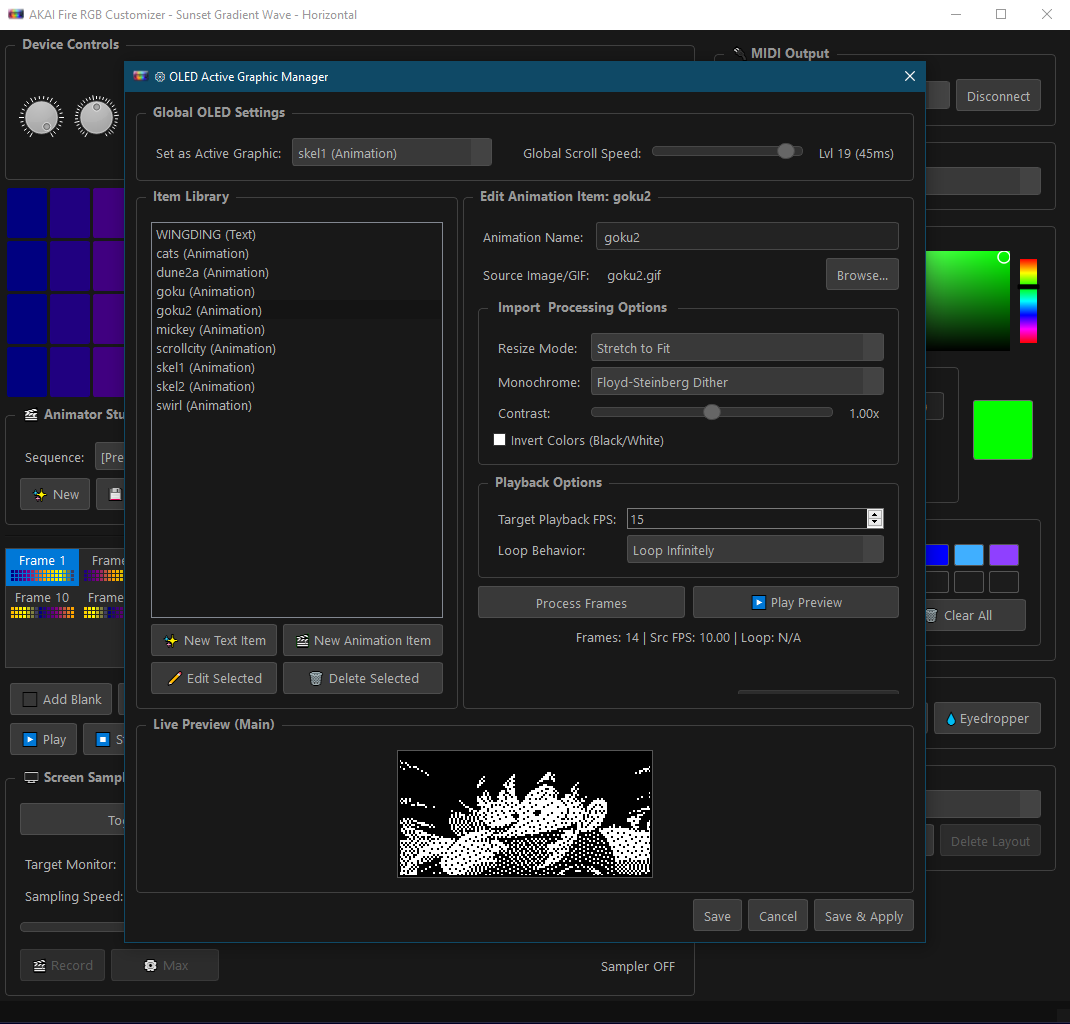 AKAI Fire RGB Customizer - Sunset Gradient Wave - Horizontal
Device Controls
MIDI Output
Disconnect
OLED Active Graphic Manager
Global OLED Settings
Set as Active Graphic:
skel1 (Animation)
Global Scroll Speed:
Lvl 19 (45ms)
Item Library
WINGDING (Text)
cats (Animation)
dune2a (Animation)
goku (Animation)
goku2 (Animation)
mickey (Animation)
scrollcity (Animation)
skel1 (Animation)
skel2 (Animation)
swirl (Animation)
New Text Item
New Animation Item
Edit Selected
Delete Selected
Edit Animation Item: goku2
Animation Name:
goku2
Source Image/GIF:
goku2.gif
Browse...
Import  Processing Options
Resize Mode:
Stretch to Fit
Monochrome:
Floyd-Steinberg Dither
Contrast:
1.00x
Invert Colors (Black/White)
Playback Options
Target Playback FPS:
15
Loop Behavior:
Loop Infinitely
Process Frames
Play Preview
Frames: 14 | Src FPS: 10.00 | Loop: N/A
Live Preview (Main)
Save
Cancel
Save & Apply
Animator Stu
Sequence:
[Pre
New
Frame 1
Frame
Frame 10
Frame
Add Blank
Play
S
Screen Sampl
Tog
Target Monitor:
Sampling Speed:
Record
Max
Sampler OFF
Clear All
Eyedropper
Delete Layout